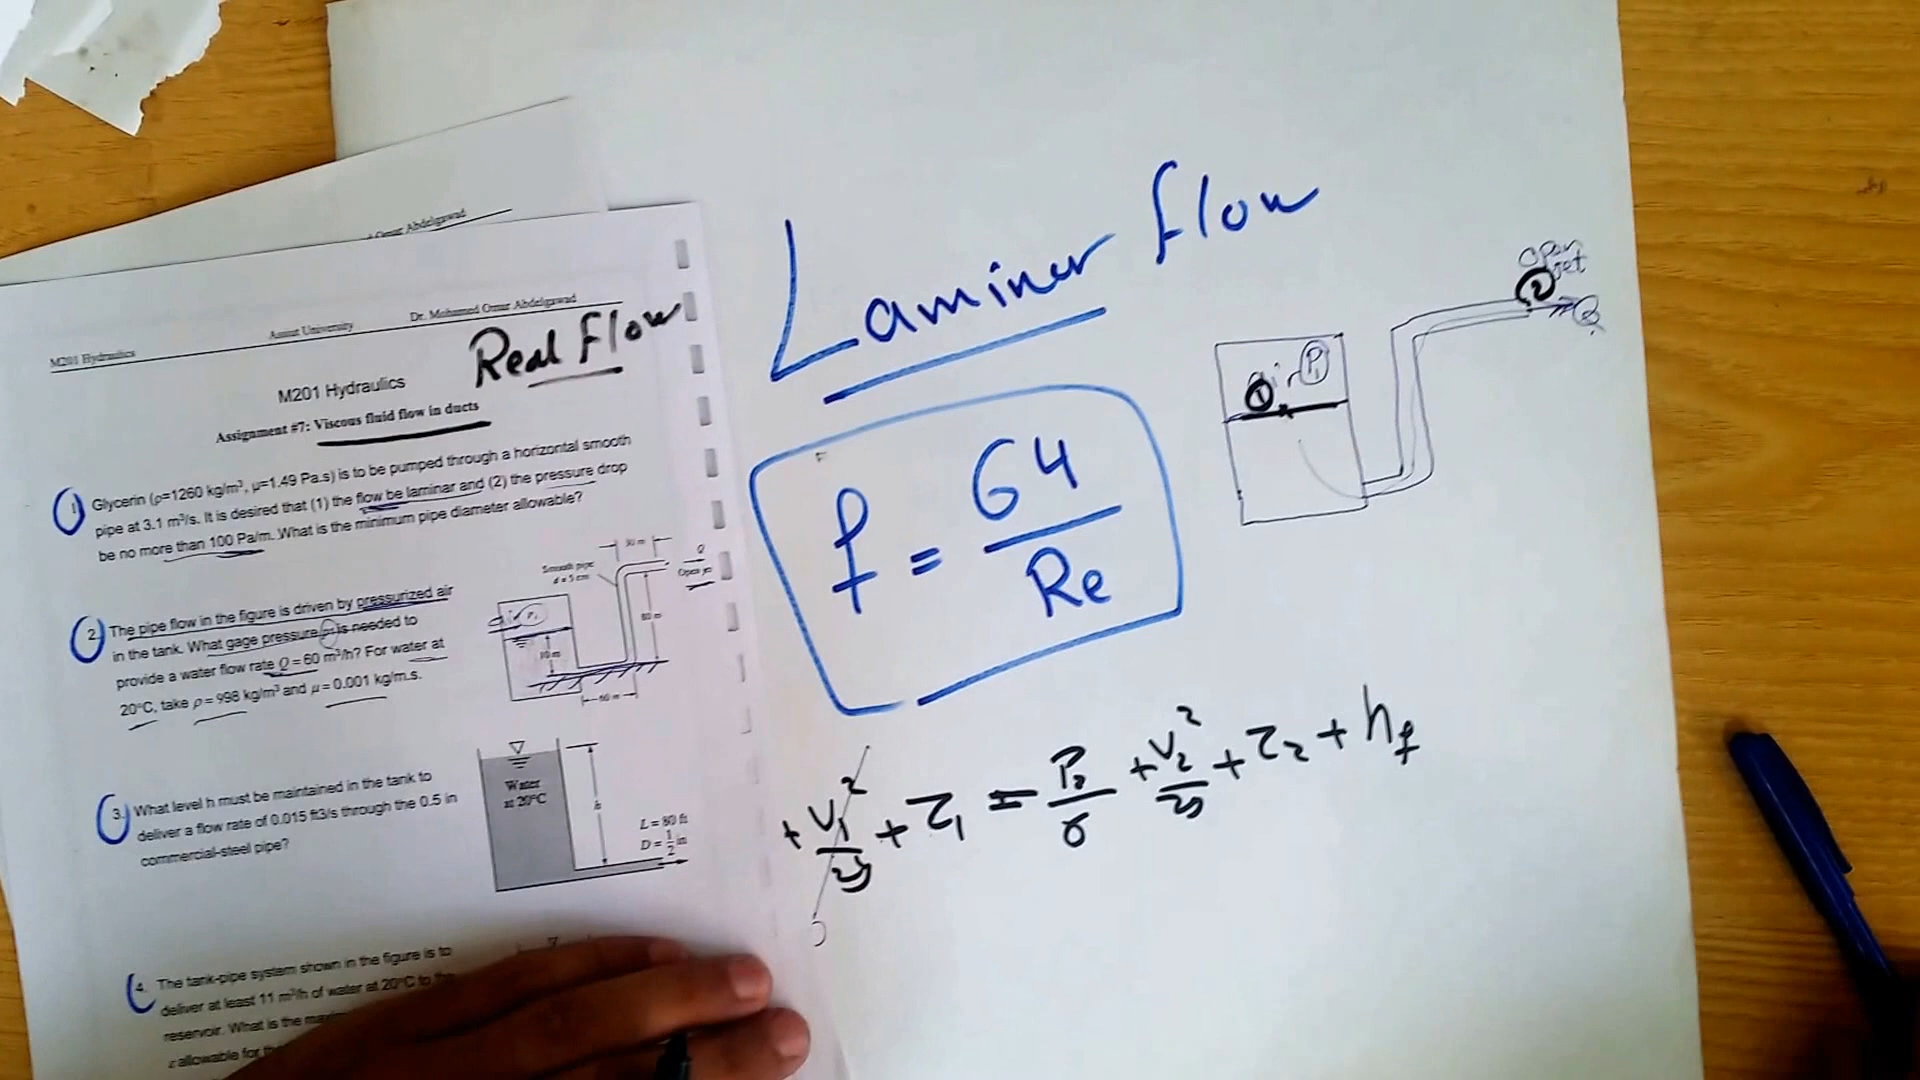 Omar Abdelgawad
M201 Hydraulics
Assiut University
Dr. Mohamed Omar Abdelgawad
Real Flow
M201 Hydraulics
Assignment #7: Viscous fluid flow in ducts
1. Glycerin (ρ=1260 kg/m³, μ=1.49 Pa.s) is to be pumped through a horizontal smooth
pipe at 3.1 m³/s. It is desired that (1) the flow be laminar and (2) the pressure drop
be no more than 100 Pa/m. What is the minimum pipe diameter allowable?
2. The pipe flow in the figure is driven by pressurized air
in the tank. What gage pressure p1 is needed to
provide a water flow rate Q = 60 m³/h? For water at
20°C, take ρ = 998 kg/m³ and μ = 0.001 kg/m.s.
30 m
Smooth pipe
d = 5 cm
Q
Open jet
air P1
80 m
10 m
60 m
3. What level h must be maintained in the tank to
deliver a flow rate of 0.015 ft3/s through the 0.5 in
commercial-steel pipe?
Water
at 20°C
h
L = 80 ft
D = 1/2 in
4. The tank-pipe system shown in the figure is to
deliver at least 11 m³/h of water at 20°C to the
reservoir. What is the
ε allowable for
Laminer flow
f = 64/Re
open jet
2
Q
1 air P1
+ V1²/2g + Z1 = P2/γ + V2²/2g + Z2 + hf
0